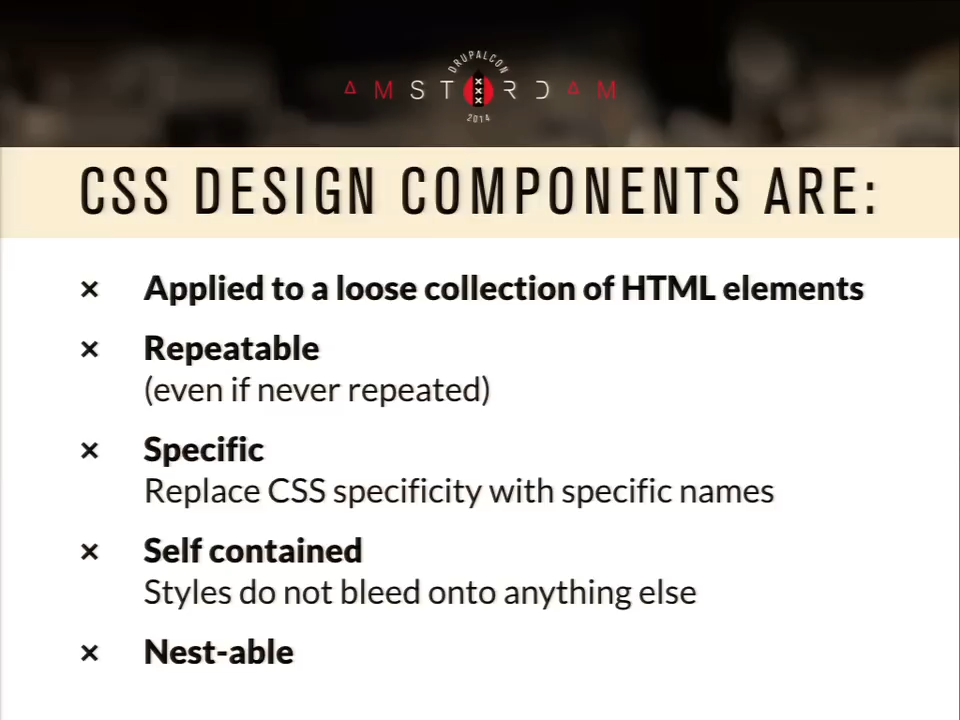 DRUPALCON
AMSTERDAM
2014
CSS DESIGN COMPONENTS ARE:
× Applied to a loose collection of HTML elements
× Repeatable
(even if never repeated)
× Specific
Replace CSS specificity with specific names
× Self contained
Styles do not bleed onto anything else
× Nest-able